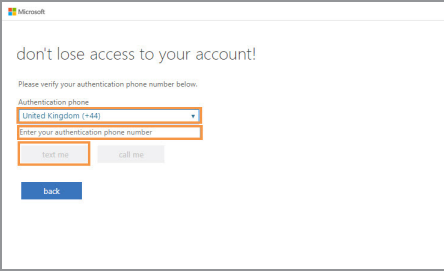 Microsoft
don't lose access to your account!
Please verify your authentication phone number below.
Authentication phone
United Kingdom (+44)
Enter your authentication phone number
text me call me
back